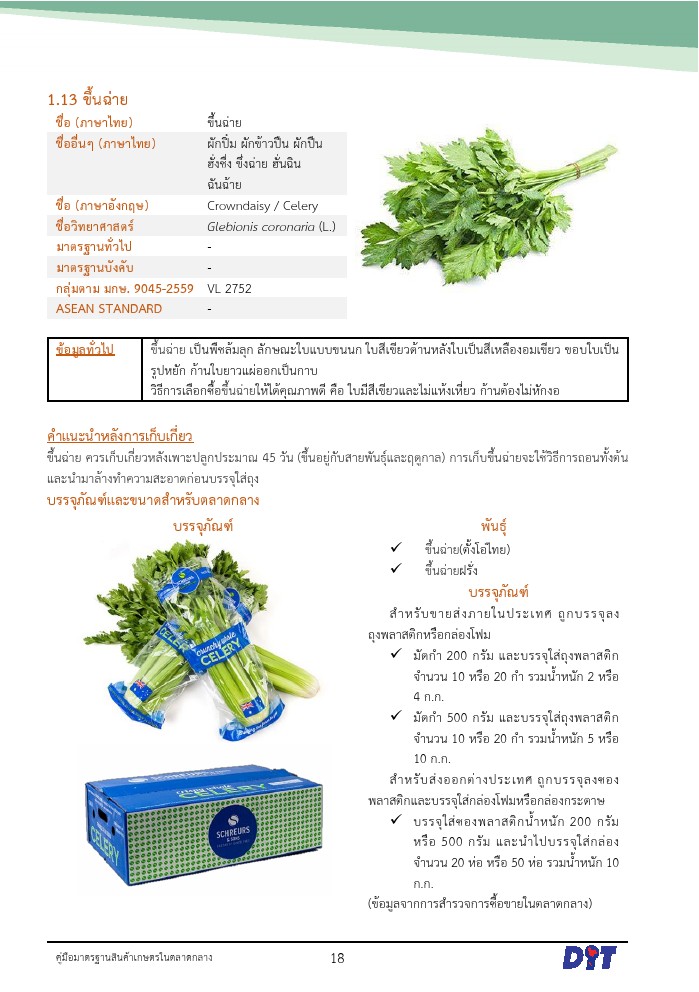 1.13 ขึ้นฉ่าย
ชื่อ (ภาษาไทย) ขึ้นฉ่าย
ชื่ออื่นๆ (ภาษาไทย) ผักปิ๋ม ผักข้าวปีน ผักปืน
ฮั่งชึ่ง ขึ่งฉ่าย ฮั่นฉิน
ฉันฉ้าย
ชื่อ (ภาษาอังกฤษ) Crowndaisy / Celery
ชื่อวิทยาศาสตร์ Glebionis coronaria (L.)
มาตรฐานทั่วไป -
มาตรฐานบังคับ -
กลุ่มตาม มกษ. 9045-2559 VL 2752
ASEAN STANDARD -
ข้อมูลทั่วไป ขึ้นฉ่าย เป็นพืชล้มลุก ลักษณะใบแบบขนนก ใบสีเขียวด้านหลังใบเป็นสีเหลืองอมเขียว ขอบใบเป็น
รูปหยัก ก้านใบยาวแผ่ออกเป็นกาบ
วิธีการเลือกซื้อขึ้นฉ่ายให้ได้คุณภาพดี คือ ใบมีสีเขียวและไม่แห้งเหี่ยว ก้านต้องไม่หักงอ
คำแนะนำหลังการเก็บเกี่ยว
ขึ้นฉ่าย ควรเก็บเกี่ยวหลังเพาะปลูกประมาณ 45 วัน (ขึ้นอยู่กับสายพันธุ์และฤดูกาล) การเก็บขึ้นฉ่ายจะใช้วิธีการถอนทั้งต้น
และนำมาล้างทำความสะอาดก่อนบรรจุใส่ถุง
บรรจุภัณฑ์และขนาดสำหรับตลาดกลาง
บรรจุภัณฑ์
SCHREURS
crunchy whole
CELERY
SCHREURS
& SONS
CELERY
พันธุ์
✓ ขึ้นฉ่าย(ตั้งโอ๋ไทย)
✓ ขึ้นฉ่ายฝรั่ง
บรรจุภัณฑ์
สำหรับขายส่งภายในประเทศ ถูกบรรจุลง
ถุงพลาสติกหรือกล่องโฟม
✓ มัดกำ 200 กรัม และบรรจุใส่ถุงพลาสติก
จำนวน 10 หรือ 20 กำ รวมน้ำหนัก 2 หรือ
4 ก.ก.
✓ มัดกำ 500 กรัม และบรรจุใส่ถุงพลาสติก
จำนวน 10 หรือ 20 กำ รวมน้ำหนัก 5 หรือ
10 ก.ก.
สำหรับส่งออกต่างประเทศ ถูกบรรจุลงซอง
พลาสติกและบรรจุใส่กล่องโฟมหรือกล่องกระดาษ
✓ บรรจุใส่ซองพลาสติกน้ำหนัก 200 กรัม
หรือ 500 กรัม และนำไปบรรจุใส่กล่อง
จำนวน 20 ห่อ หรือ 50 ห่อ รวมน้ำหนัก 10
ก.ก.
(ข้อมูลจากการสำรวจการซื้อขายในตลาดกลาง)
คู่มือมาตรฐานสินค้าเกษตรในตลาดกลาง 18 DIT